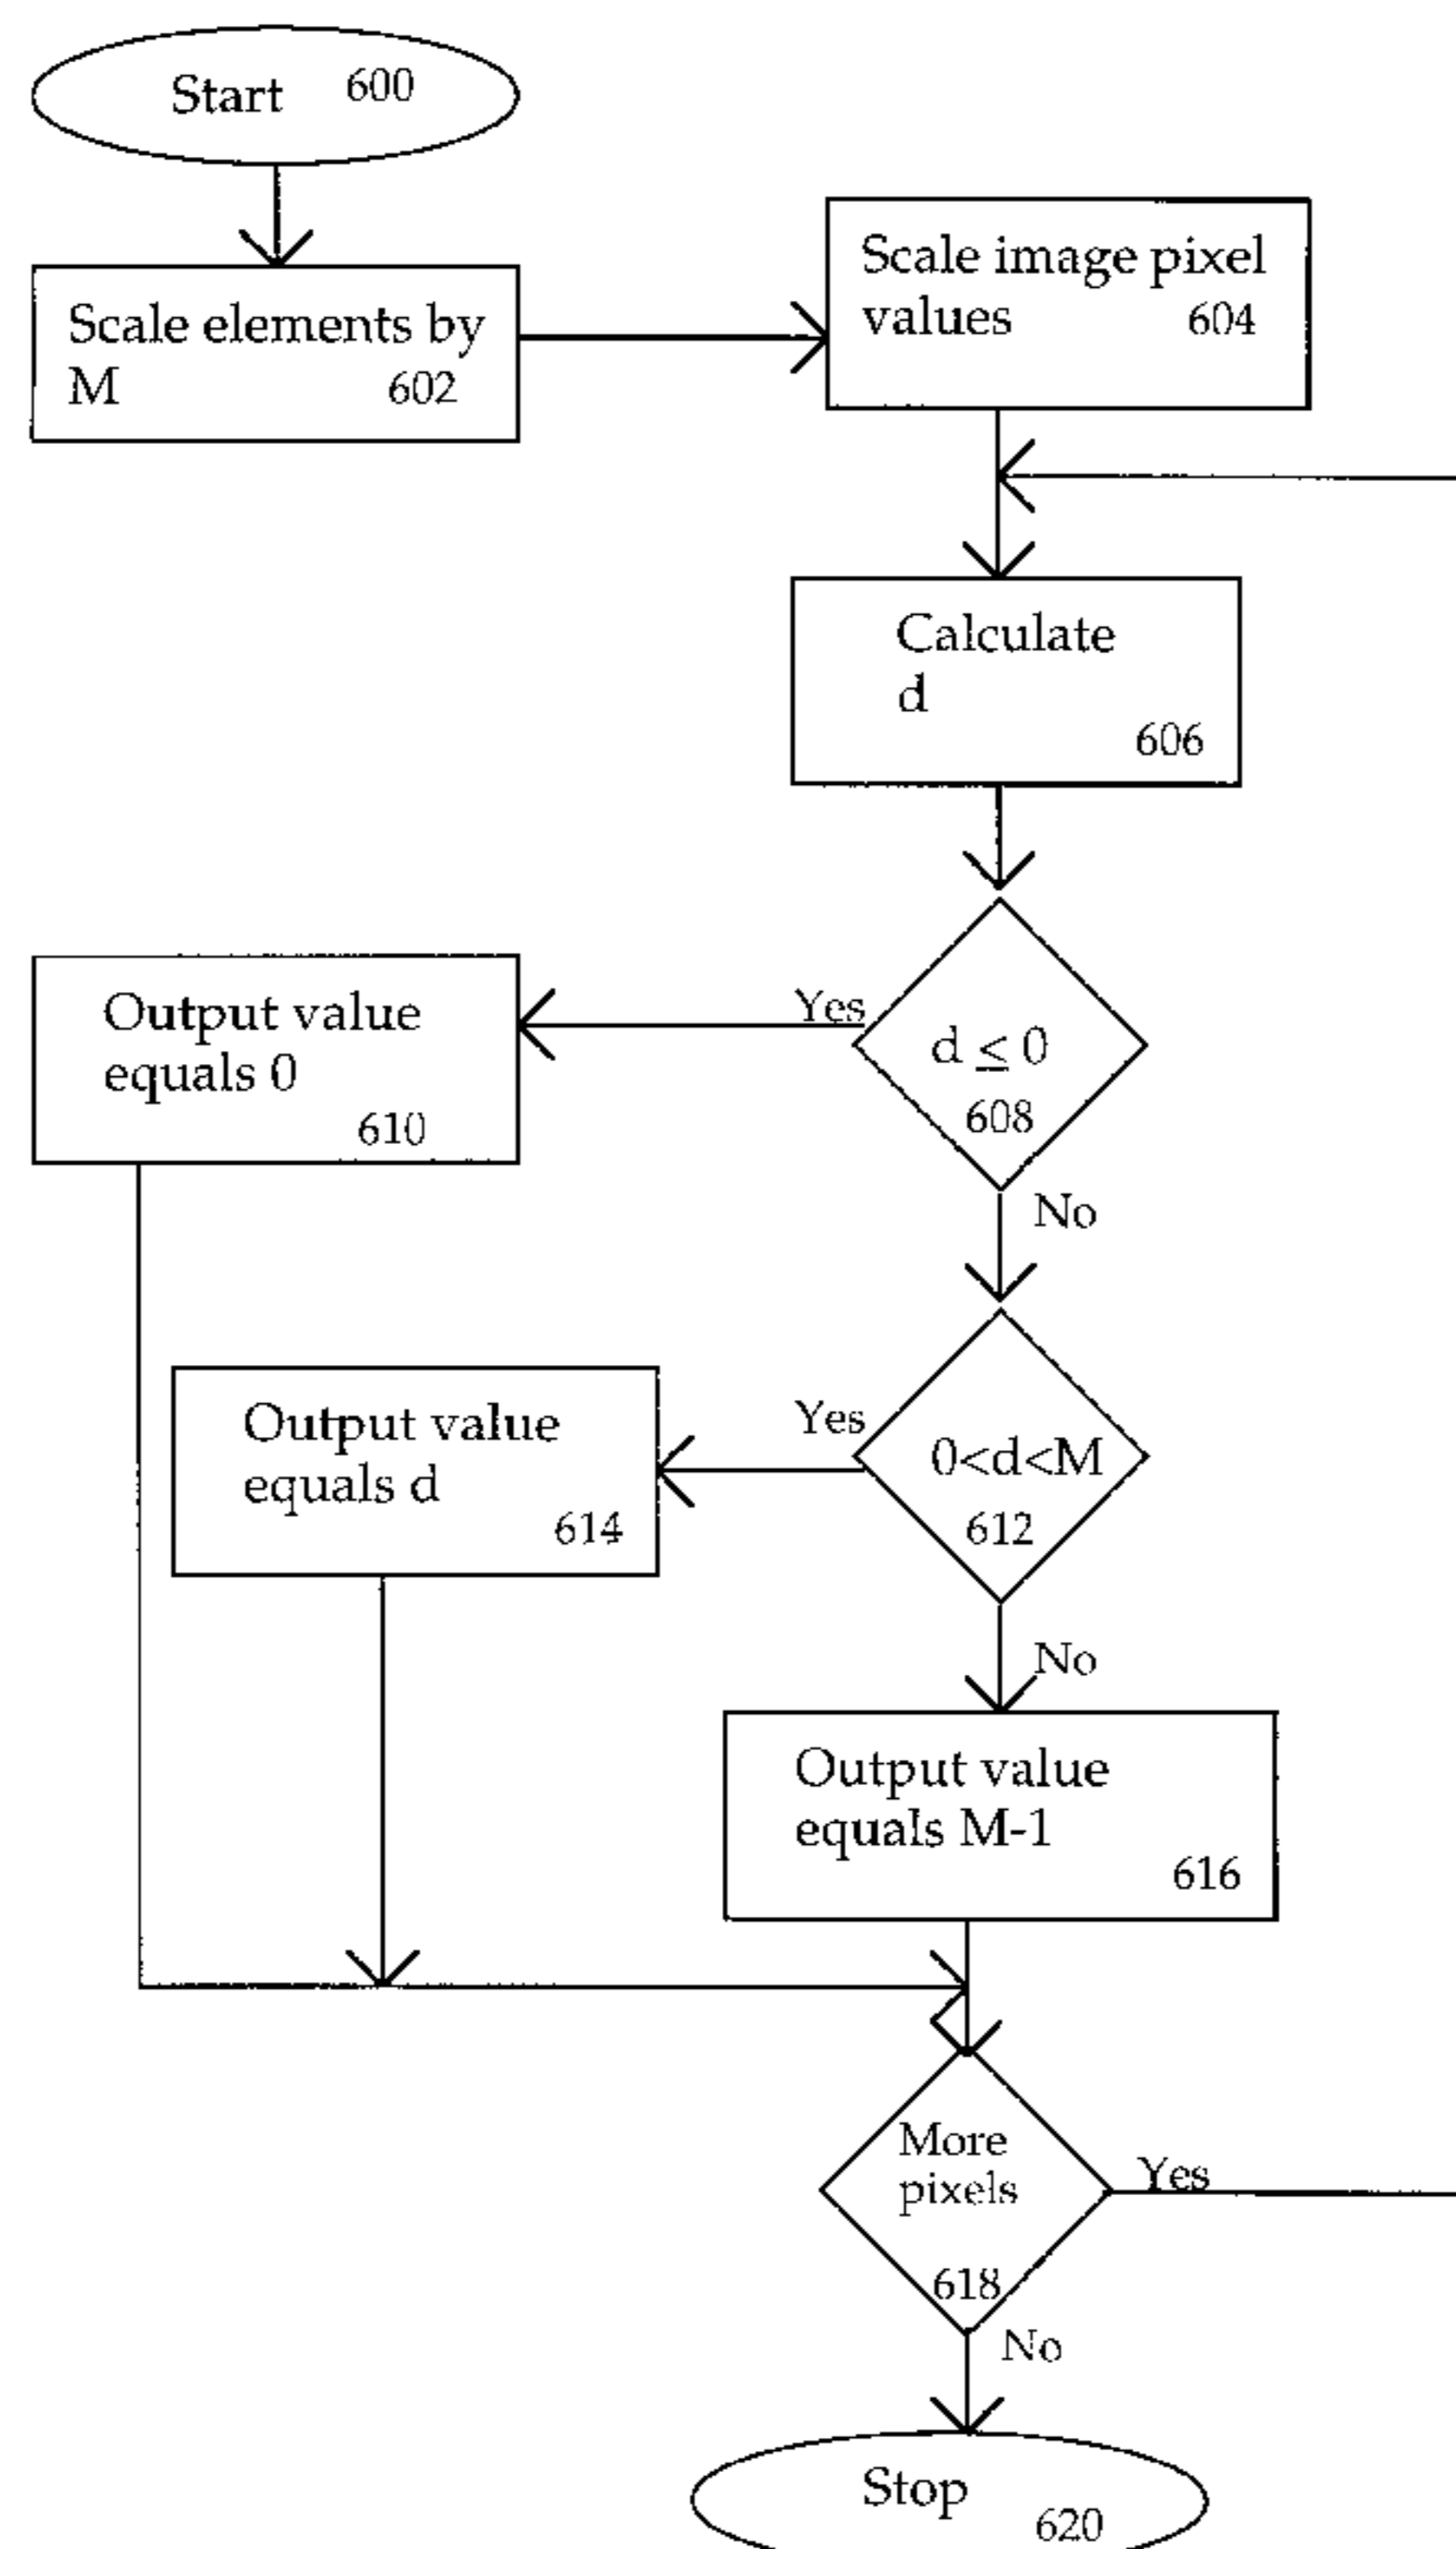 Start 600
Scale elements by
M 602
Scale image pixel
values 604
Calculate
d
606
Yes
d ≤ 0
608
Output value
equals 0
610
No
Yes
0<d<M
612
Output value
equals d
614
No
Output value
equals M-1
616
More
pixels
618
Yes
No
Stop
620